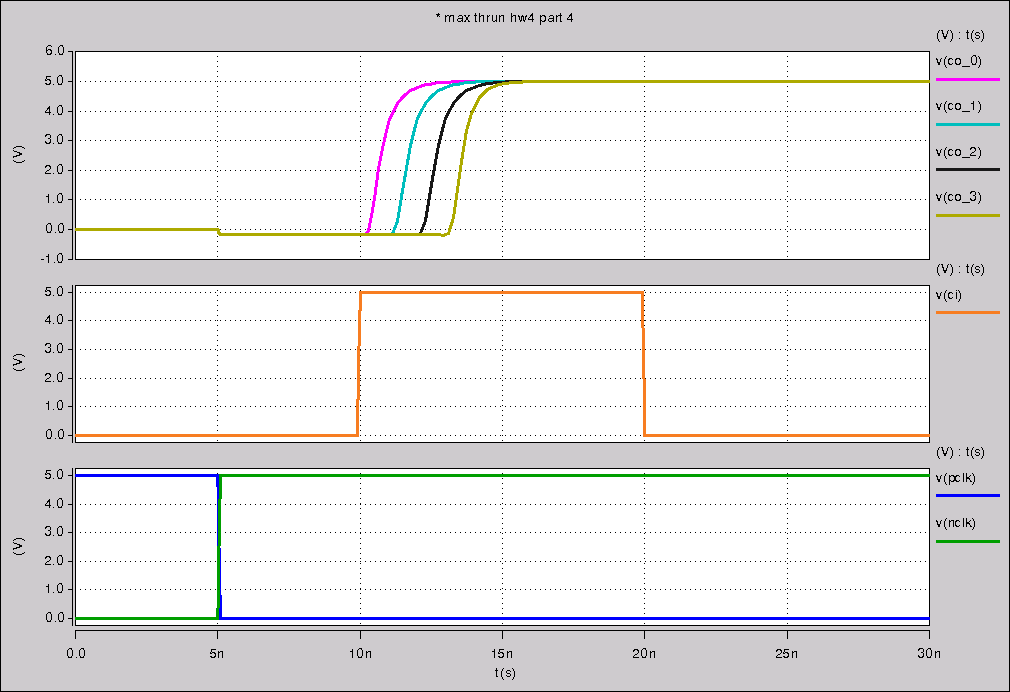 * max thrun hw4 part 4
(V) : t(s)
6.0
v(co_0)
5.0
v(co_1)
4.0
3.0
v(co_2)
(V)
2.0
v(co_3)
1.0
0.0
-1.0
(V) : t(s)
5.0
v(ci)
4.0
3.0
(V)
2.0
1.0
0.0
(V) : t(s)
5.0
v(pclk)
4.0
v(nclk)
3.0
(V)
2.0
1.0
0.0
0.0 5n 10n 15n 20n 25n 30n
t(s)